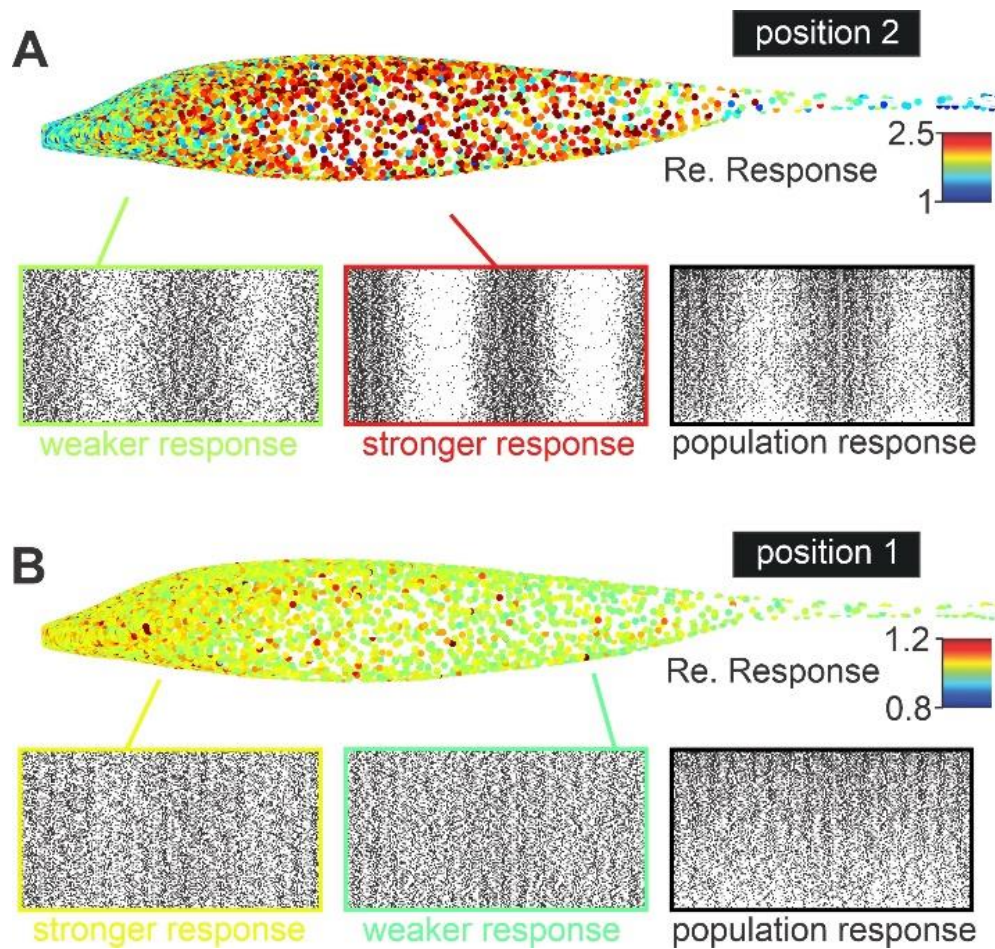 A
position 2
2.5
Re. Response
1
weaker response
stronger response
population response
B
position 1
1.2
Re. Response
0.8
stronger response
weaker response
population response